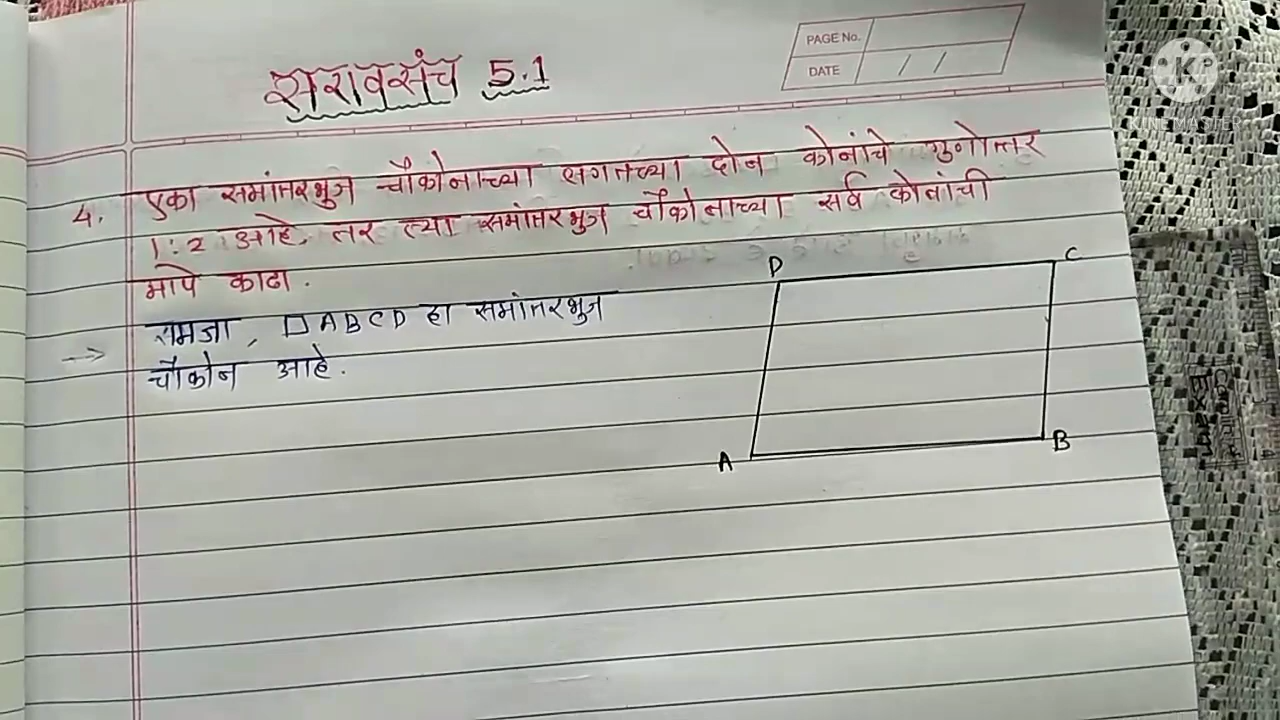 सरावसंच 5.1
PAGE No.
DATE / /
4. एका समांतरभुज चौकोनाच्या लगतच्या दोन कोनांचे गुणोत्तर
1:2 आहे. तर त्या समांतरभुज चौकोनाच्या सर्व कोनांची
मापे काढा.
→ समजा, □ABCD हा समांतरभुज
चौकोन आहे.
D C
A B
KINEMASTER